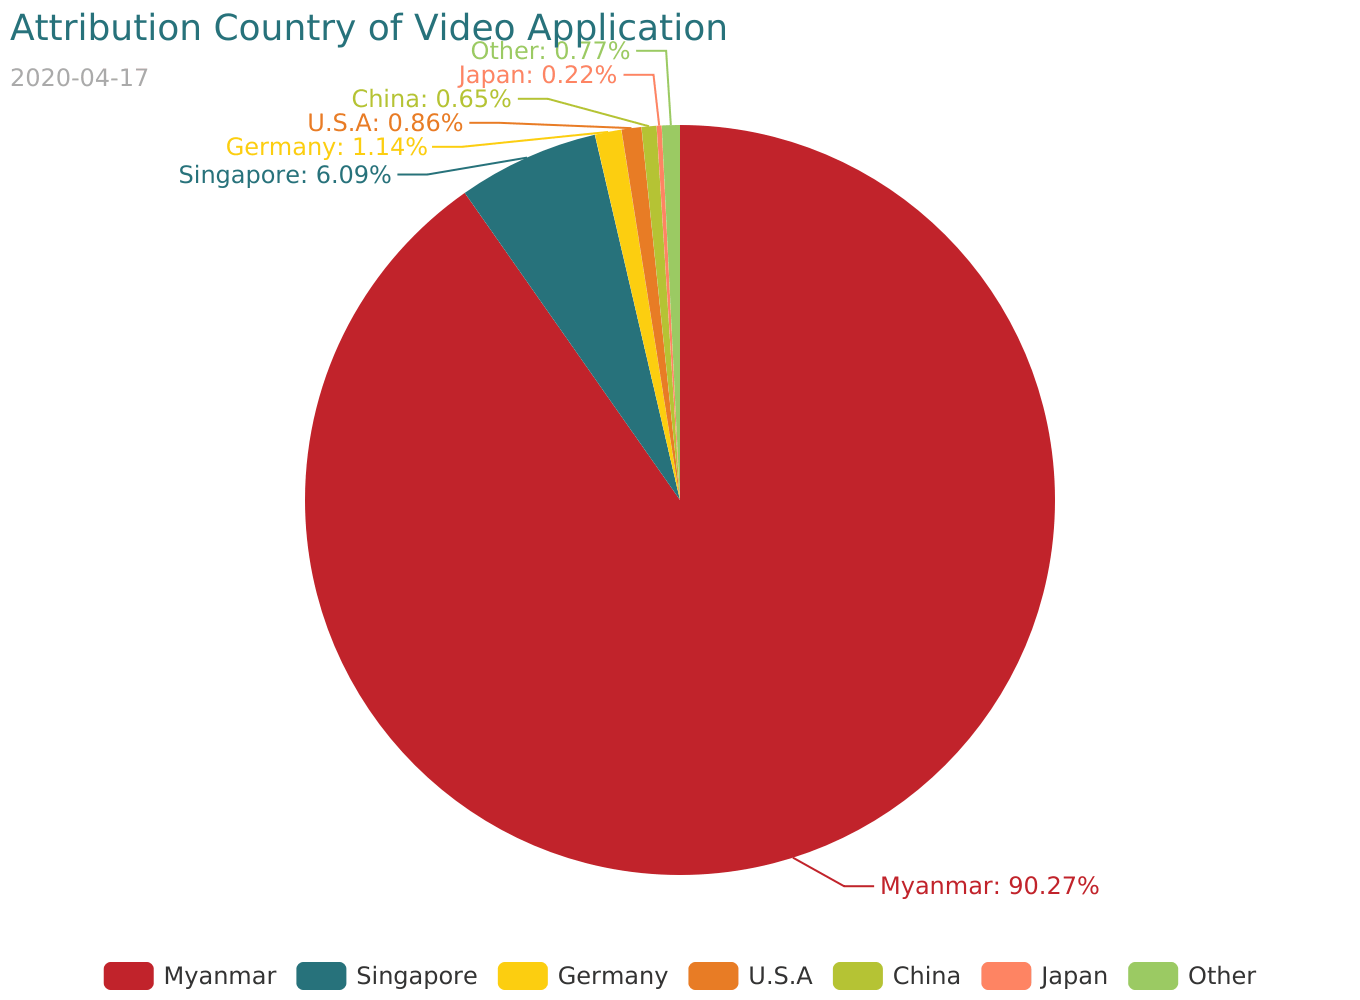 Attribution Country of Video Application
2020-04-17
Other: 0.77%
Japan: 0.22%
China: 0.65%
U.S.A: 0.86%
Germany: 1.14%
Singapore: 6.09%
Myanmar: 90.27%
Myanmar Singapore Germany U.S.A China Japan Other